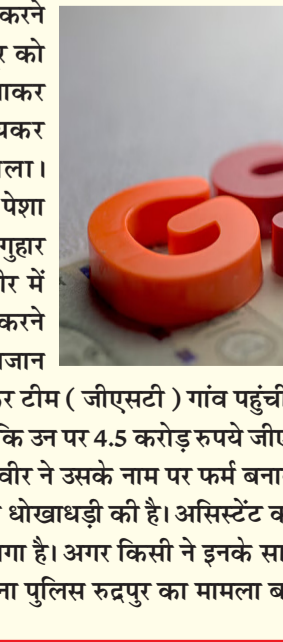 करने
र को
ाकर
यकर
ला।
पेशा
गुहार
ौर में
करने
जान
G
र टीम ( जीएसटी ) गांव पहुंची
कि उन पर 4.5 करोड़ रुपये जीए
वीर ने उसके नाम पर फर्म बना
धोखाधड़ी की है। असिस्टेंट क
गा है। अगर किसी ने इनके सा
ना पुलिस रुद्रपुर का मामला ब